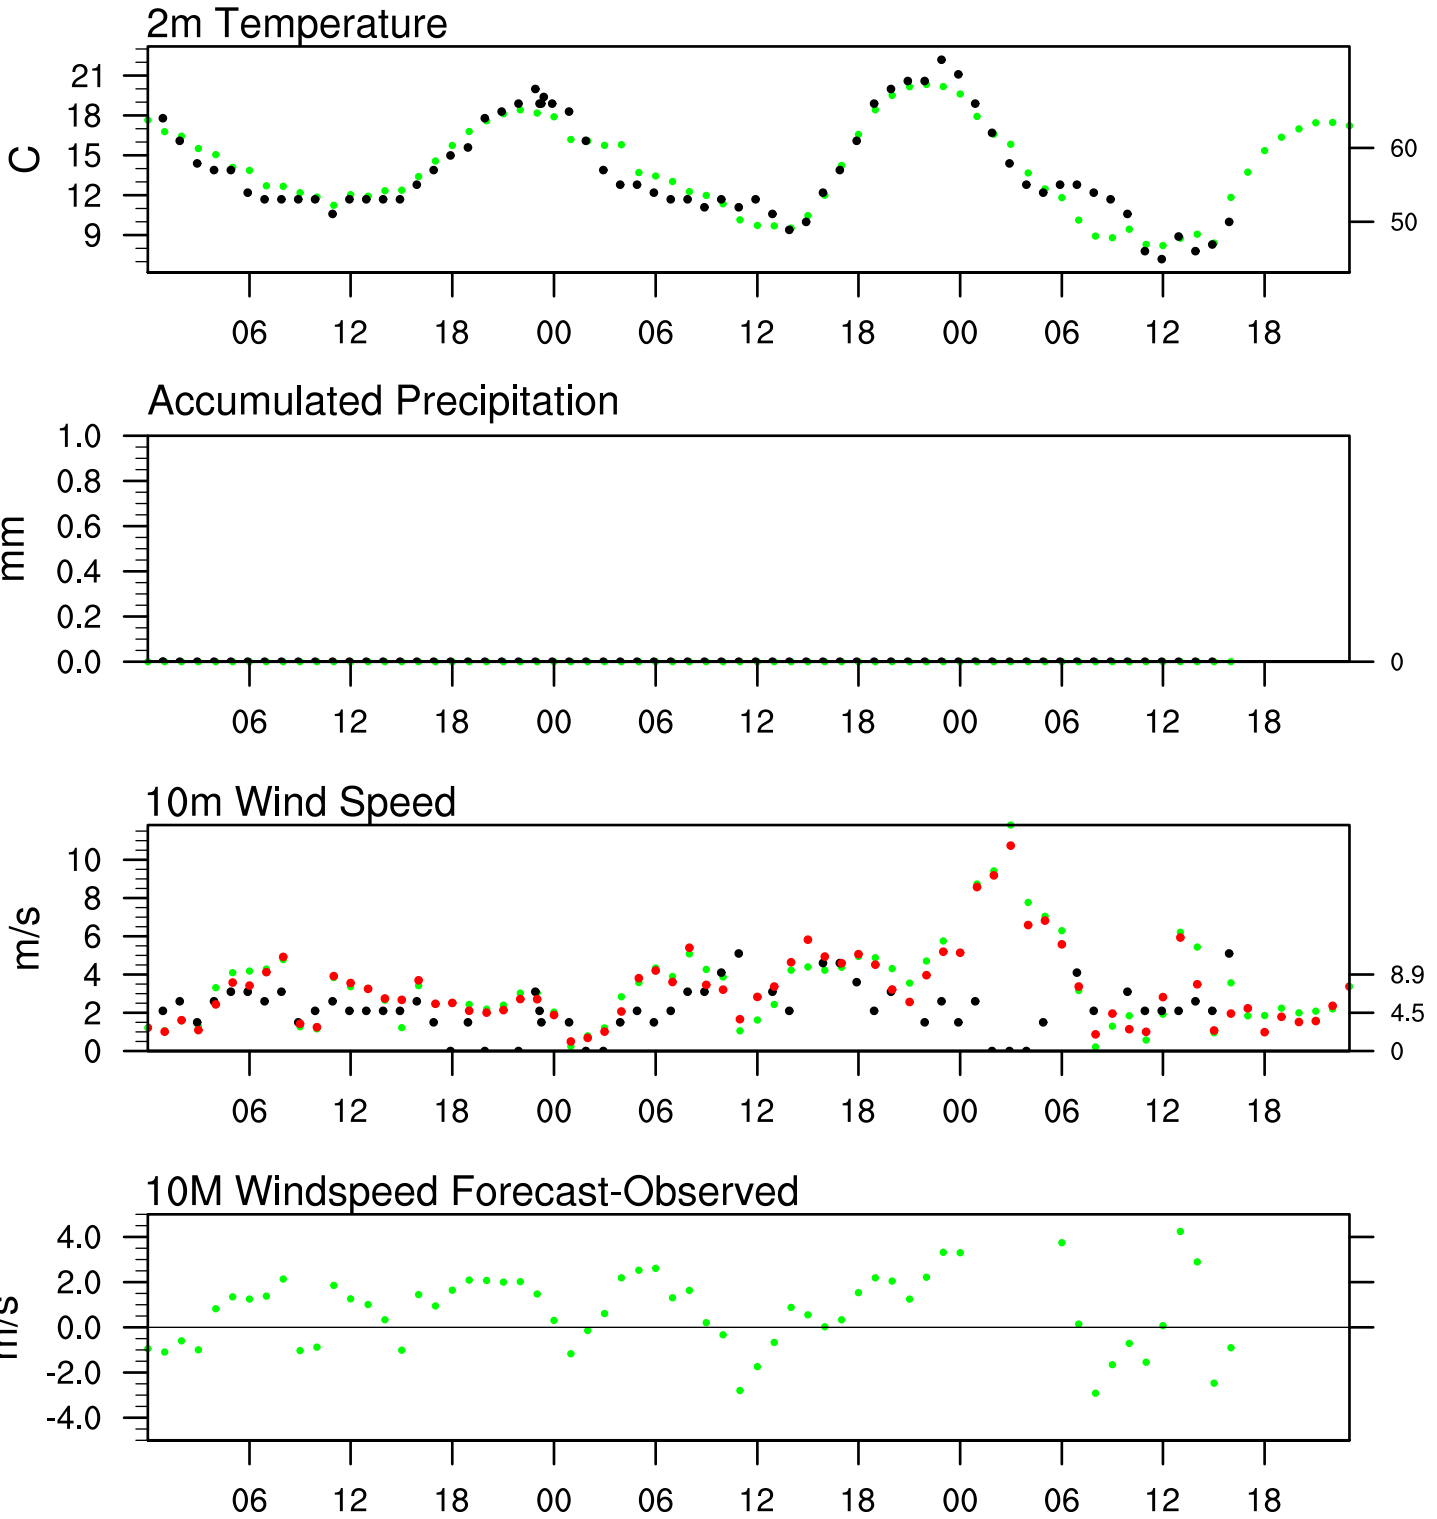 2m Temperature
21
18
15
12
9
C
60
50
06 12 18 00 06 12 18 00 06 12 18
Accumulated Precipitation
1.0
0.8
0.6
0.4
0.2
0.0
mm
0
06 12 18 00 06 12 18 00 06 12 18
10m Wind Speed
10
8
6
4
2
0
m/s
8.9
4.5
0
06 12 18 00 06 12 18 00 06 12 18
10M Windspeed Forecast-Observed
4.0
2.0
0.0
-2.0
-4.0
m/s
06 12 18 00 06 12 18 00 06 12 18